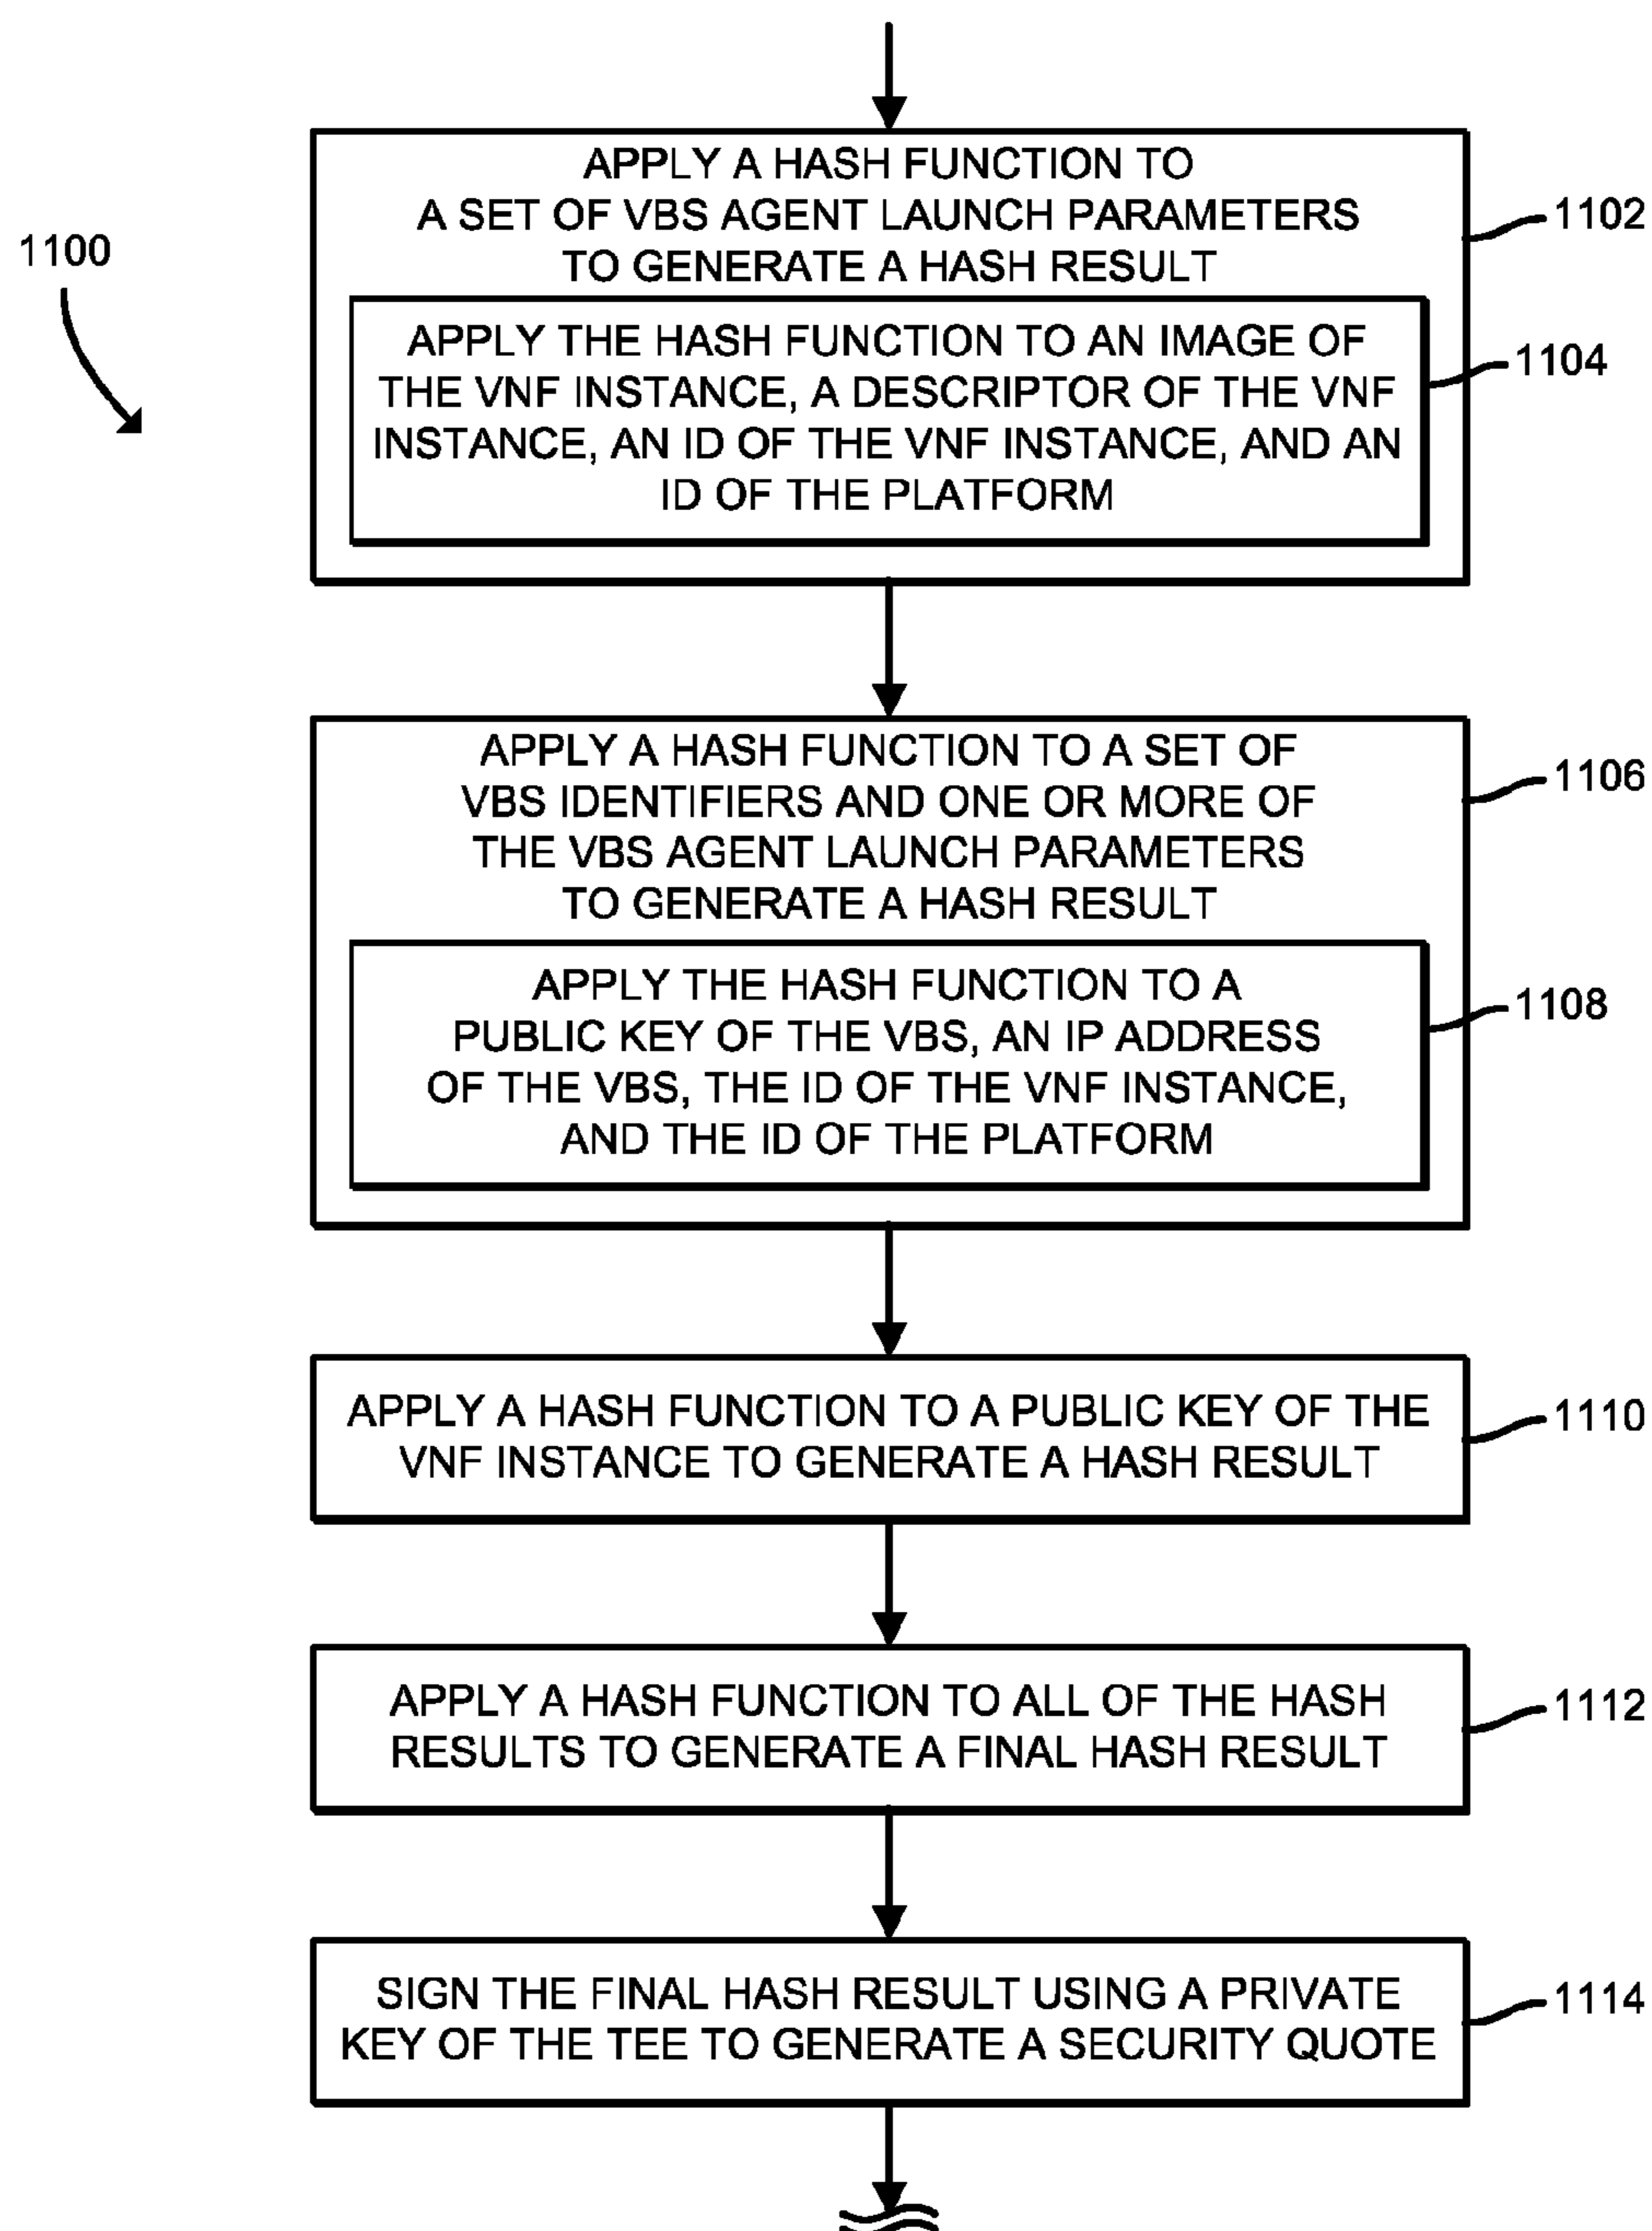 1100
APPLY A HASH FUNCTION TO
A SET OF VBS AGENT LAUNCH PARAMETERS
TO GENERATE A HASH RESULT
1102
APPLY THE HASH FUNCTION TO AN IMAGE OF
THE VNF INSTANCE, A DESCRIPTOR OF THE VNF
INSTANCE, AN ID OF THE VNF INSTANCE, AND AN
ID OF THE PLATFORM
1104
APPLY A HASH FUNCTION TO A SET OF
VBS IDENTIFIERS AND ONE OR MORE OF
THE VBS AGENT LAUNCH PARAMETERS
TO GENERATE A HASH RESULT
1106
APPLY THE HASH FUNCTION TO A
PUBLIC KEY OF THE VBS, AN IP ADDRESS
OF THE VBS, THE ID OF THE VNF INSTANCE,
AND THE ID OF THE PLATFORM
1108
APPLY A HASH FUNCTION TO A PUBLIC KEY OF THE
VNF INSTANCE TO GENERATE A HASH RESULT
1110
APPLY A HASH FUNCTION TO ALL OF THE HASH
RESULTS TO GENERATE A FINAL HASH RESULT
1112
SIGN THE FINAL HASH RESULT USING A PRIVATE
KEY OF THE TEE TO GENERATE A SECURITY QUOTE
1114